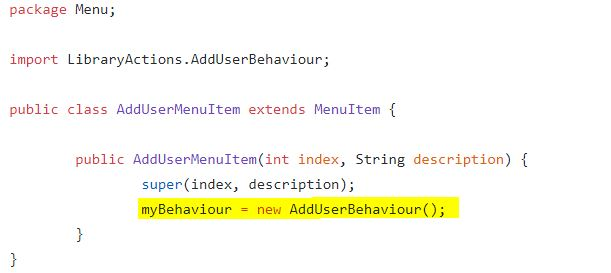 package Menu;
import LibraryActions.AddUserBehaviour;
public class AddUserMenuItem extends MenuItem {
public AddUserMenuItem(int index, String description) {
super(index, description);
myBehaviour = new AddUserBehaviour();
}
}